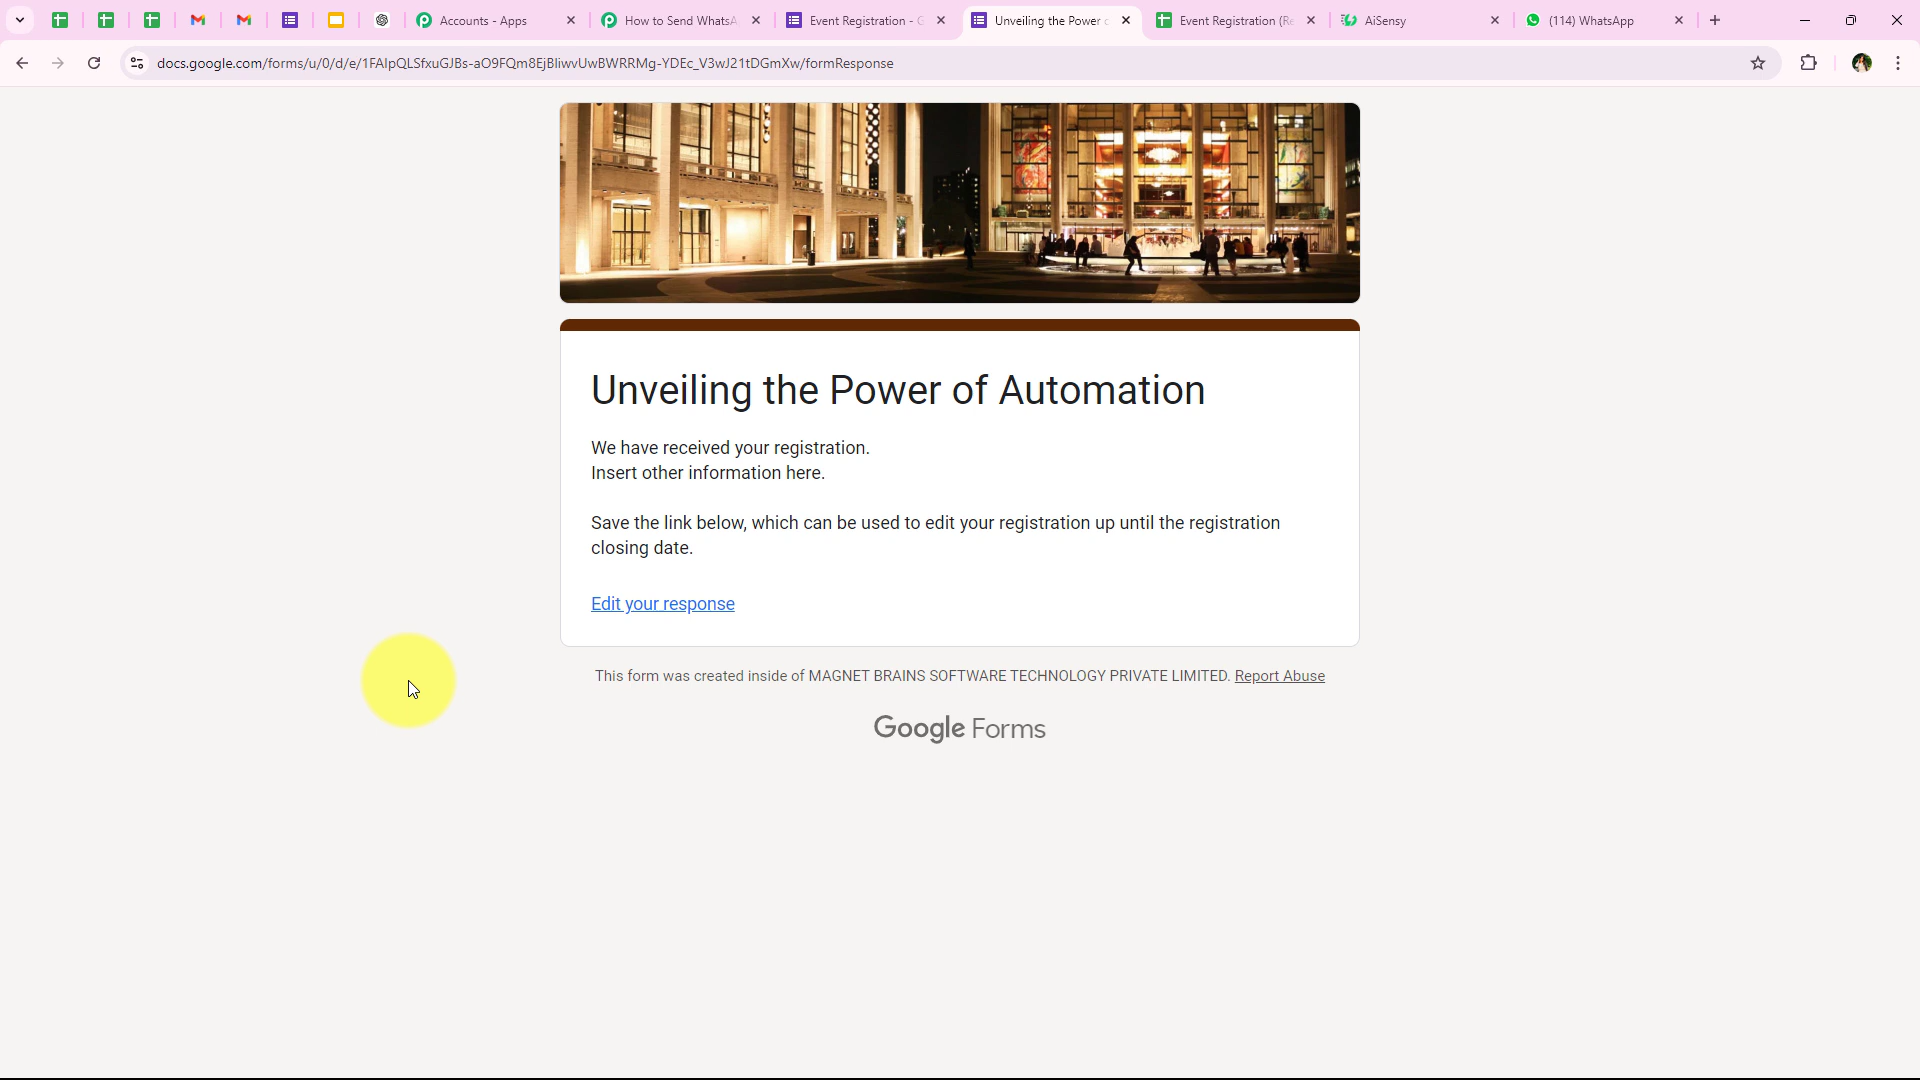 Accounts - Apps
How to Send WhatsA
Event Registration - G
Unveiling the Power o
Event Registration (Re
AiSensy
(114) WhatsApp
docs.google.com/forms/u/0/d/e/1FAIpQLSfxuGJBs-aO9FQm8EjBliwvUwBWRRMg-YDEc_V3wJ21tDGmXw/formResponse
Unveiling the Power of Automation
We have received your registration.
Insert other information here.
Save the link below, which can be used to edit your registration up until the registration
closing date.
Edit your response
This form was created inside of MAGNET BRAINS SOFTWARE TECHNOLOGY PRIVATE LIMITED. Report Abuse
Google Forms